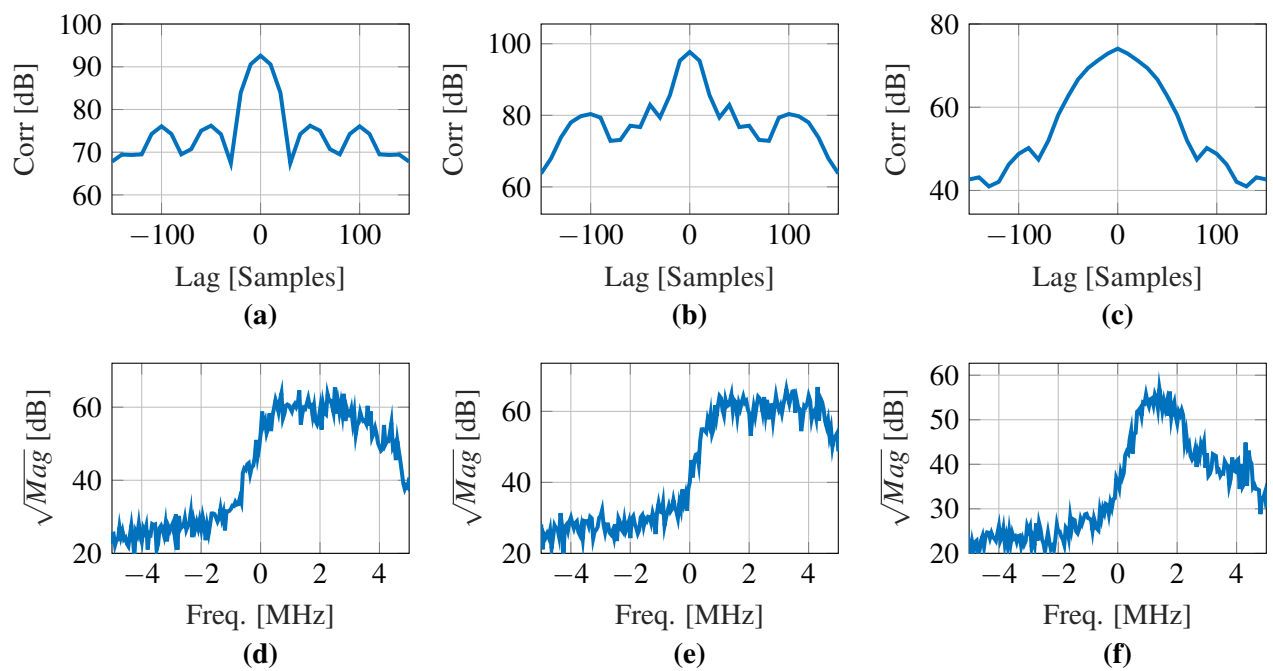 100
90
80
70
60
Corr [dB]
−100
0
100
Lag [Samples]
(a)
100
80
60
Corr [dB]
−100
0
100
Lag [Samples]
(b)
80
60
40
Corr [dB]
−100
0
100
Lag [Samples]
(c)
60
40
20
√Mag [dB]
−4
−2
0
2
4
Freq. [MHz]
(d)
60
40
20
√Mag [dB]
−4
−2
0
2
4
Freq. [MHz]
(e)
60
50
40
30
20
√Mag [dB]
−4
−2
0
2
4
Freq. [MHz]
(f)